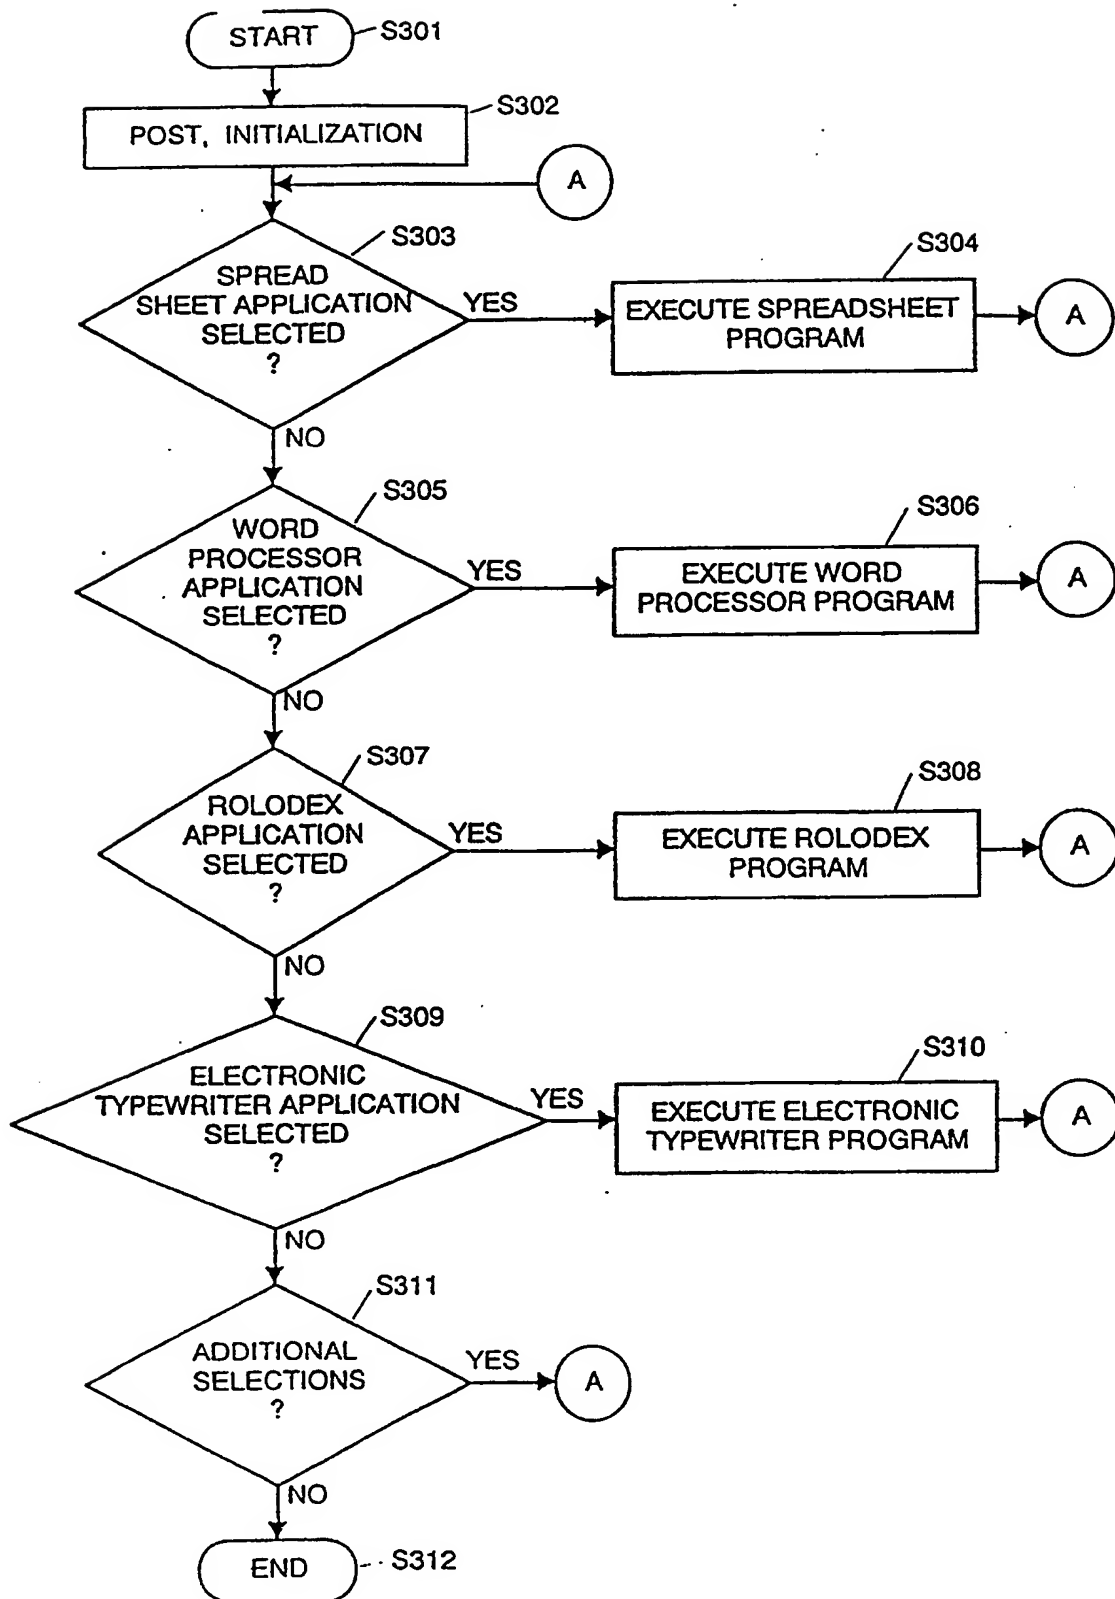 START
S301
S302
POST, INITIALIZATION
A
S303
SPREAD
SHEET APPLICATION
SELECTED
?
YES
S304
EXECUTE SPREADSHEET
PROGRAM
A
NO
S305
WORD
PROCESSOR
APPLICATION
SELECTED
?
YES
S306
EXECUTE WORD
PROCESSOR PROGRAM
A
NO
S307
ROLODEX
APPLICATION
SELECTED
?
YES
S308
EXECUTE ROLODEX
PROGRAM
A
NO
S309
ELECTRONIC
TYPEWRITER APPLICATION
SELECTED
?
YES
S310
EXECUTE ELECTRONIC
TYPEWRITER PROGRAM
A
NO
S311
ADDITIONAL
SELECTIONS
?
YES
A
NO
END
S312